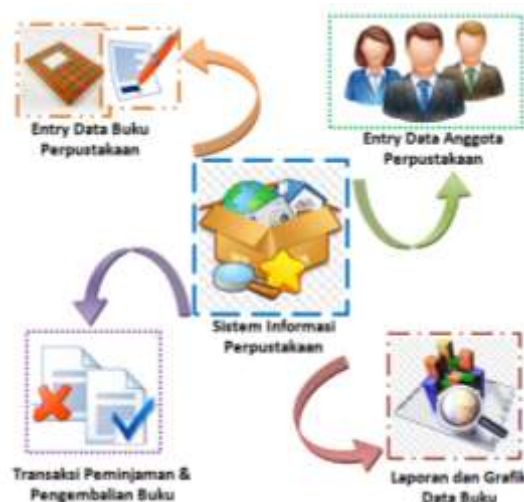 Entry Data Buku
Perpustakaan
Entry Data Anggota
Perpustakaan
Sistem Informasi
Perpustakaan
Transaksi Peminjaman &
Pengembalian Buku
Laporan dan Grafik
Data Buku